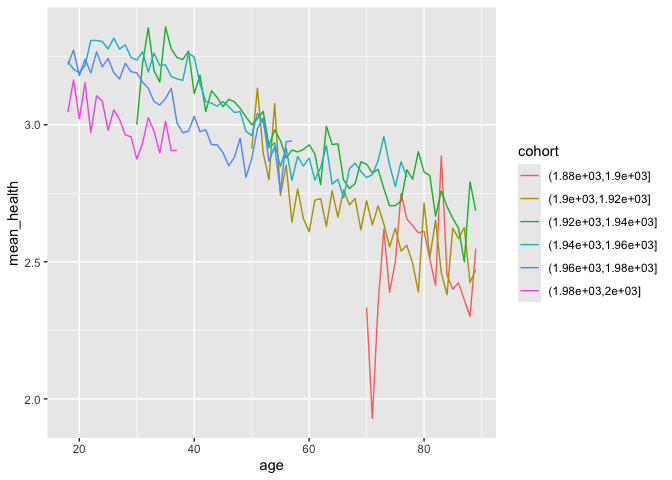 mean_health
3.0
2.5
2.0
20
40
60
80
age
cohort
(1.88e+03,1.9e+03]
(1.9e+03,1.92e+03]
(1.92e+03,1.94e+03]
(1.94e+03,1.96e+03]
(1.96e+03,1.98e+03]
(1.98e+03,2e+03]